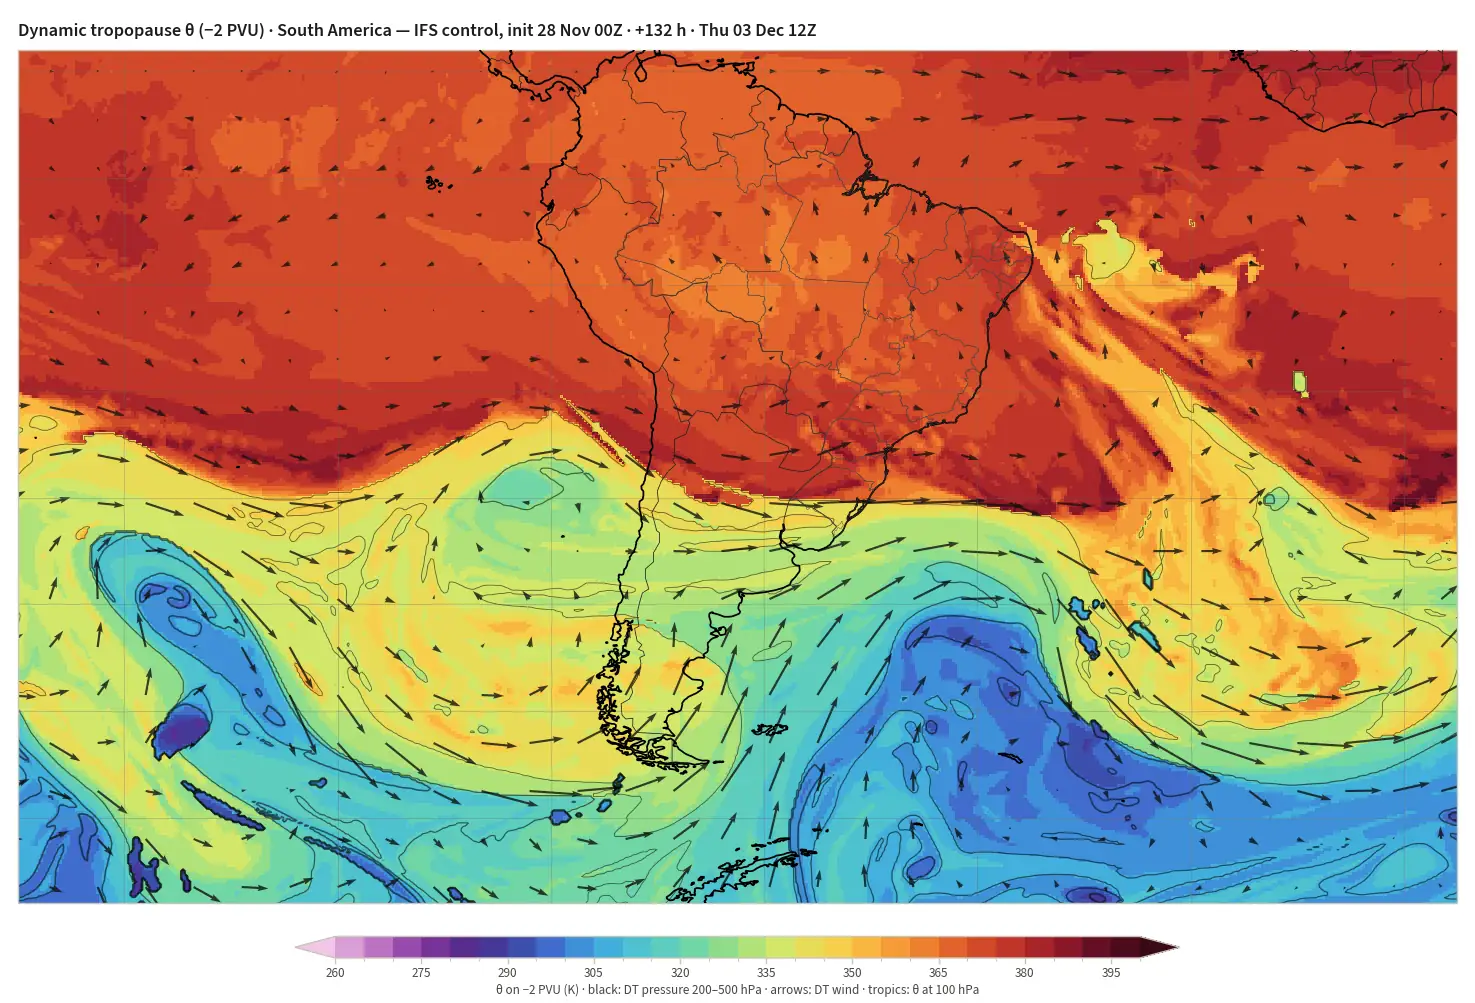 Dynamic tropopause θ (−2 PVU) · South America — IFS control, init 28 Nov 00Z · +132 h · Thu 03 Dec 12Z
260 275 290 305 320 335 350 365 380 395
θ on −2 PVU (K) · black: DT pressure 200–500 hPa · arrows: DT wind · tropics: θ at 100 hPa